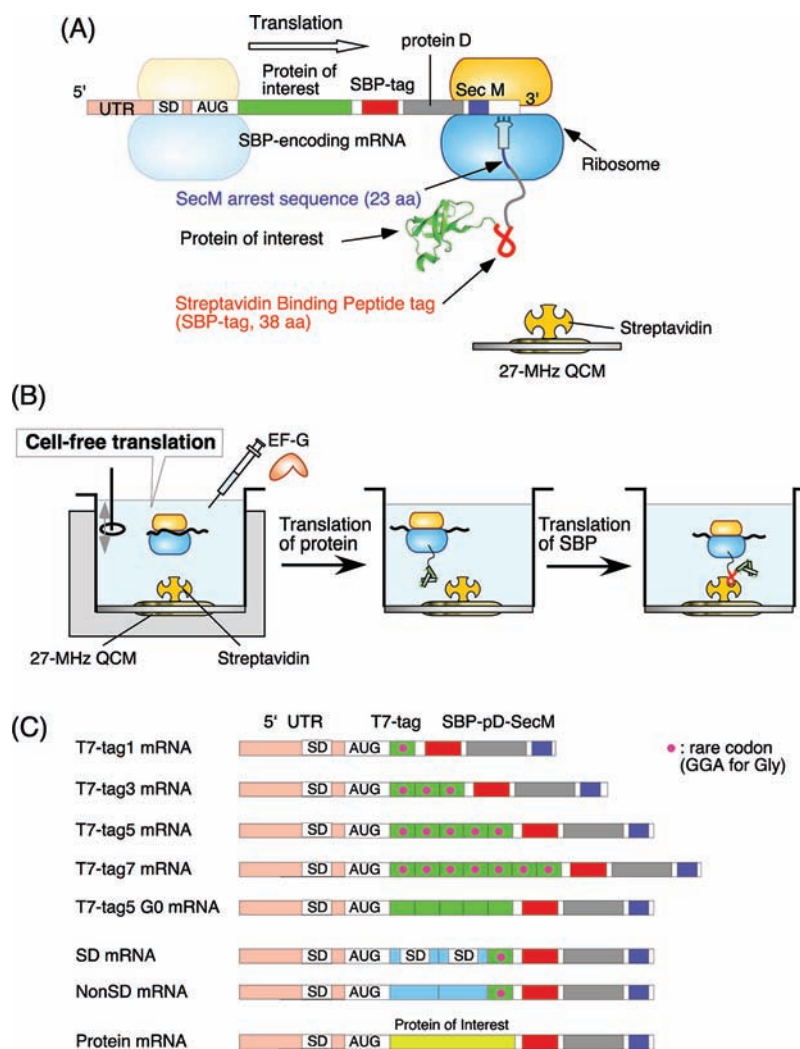 (A)
Translation
protein D
Protein of
interest
SBP-tag
Sec M
5'
3'
UTR
SD
AUG
SBP-encoding mRNA
Ribosome
SecM arrest sequence (23 aa)
Protein of interest
Streptavidin Binding Peptide tag
(SBP-tag, 38 aa)
Streptavidin
27-MHz QCM
(B)
Cell-free translation
EF-G
Translation
of protein
Translation
of SBP
27-MHz QCM
Streptavidin
(C)
5' UTR
T7-tag
SBP-pD-SecM
T7-tag1 mRNA
SD
AUG
: rare codon
(GGA for Gly)
T7-tag3 mRNA
SD
AUG
T7-tag5 mRNA
SD
AUG
T7-tag7 mRNA
SD
AUG
T7-tag5 G0 mRNA
SD
AUG
SD mRNA
SD
AUG
SD
SD
NonSD mRNA
SD
AUG
Protein of Interest
Protein mRNA
SD
AUG